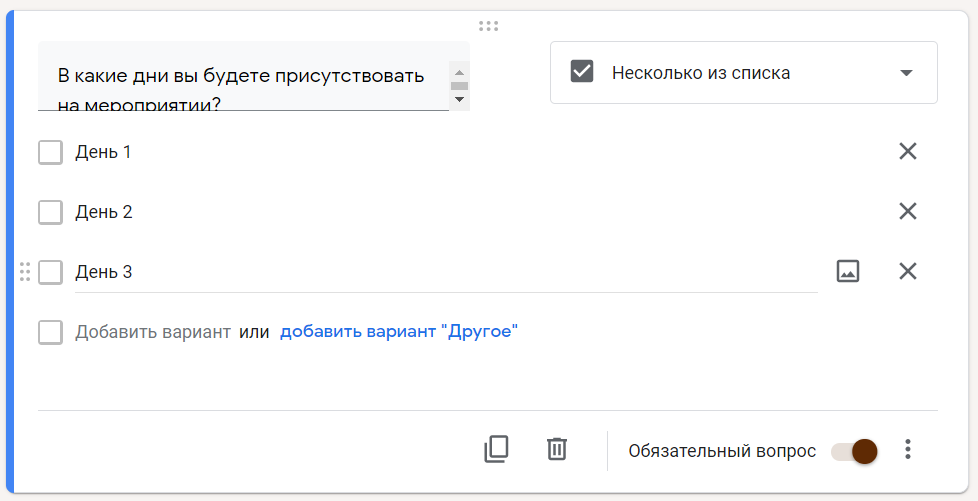 В какие дни вы будете присутствовать
на мероприятии?
Несколько из списка
День 1
День 2
День 3
Добавить вариант или добавить вариант "Другое"
Обязательный вопрос